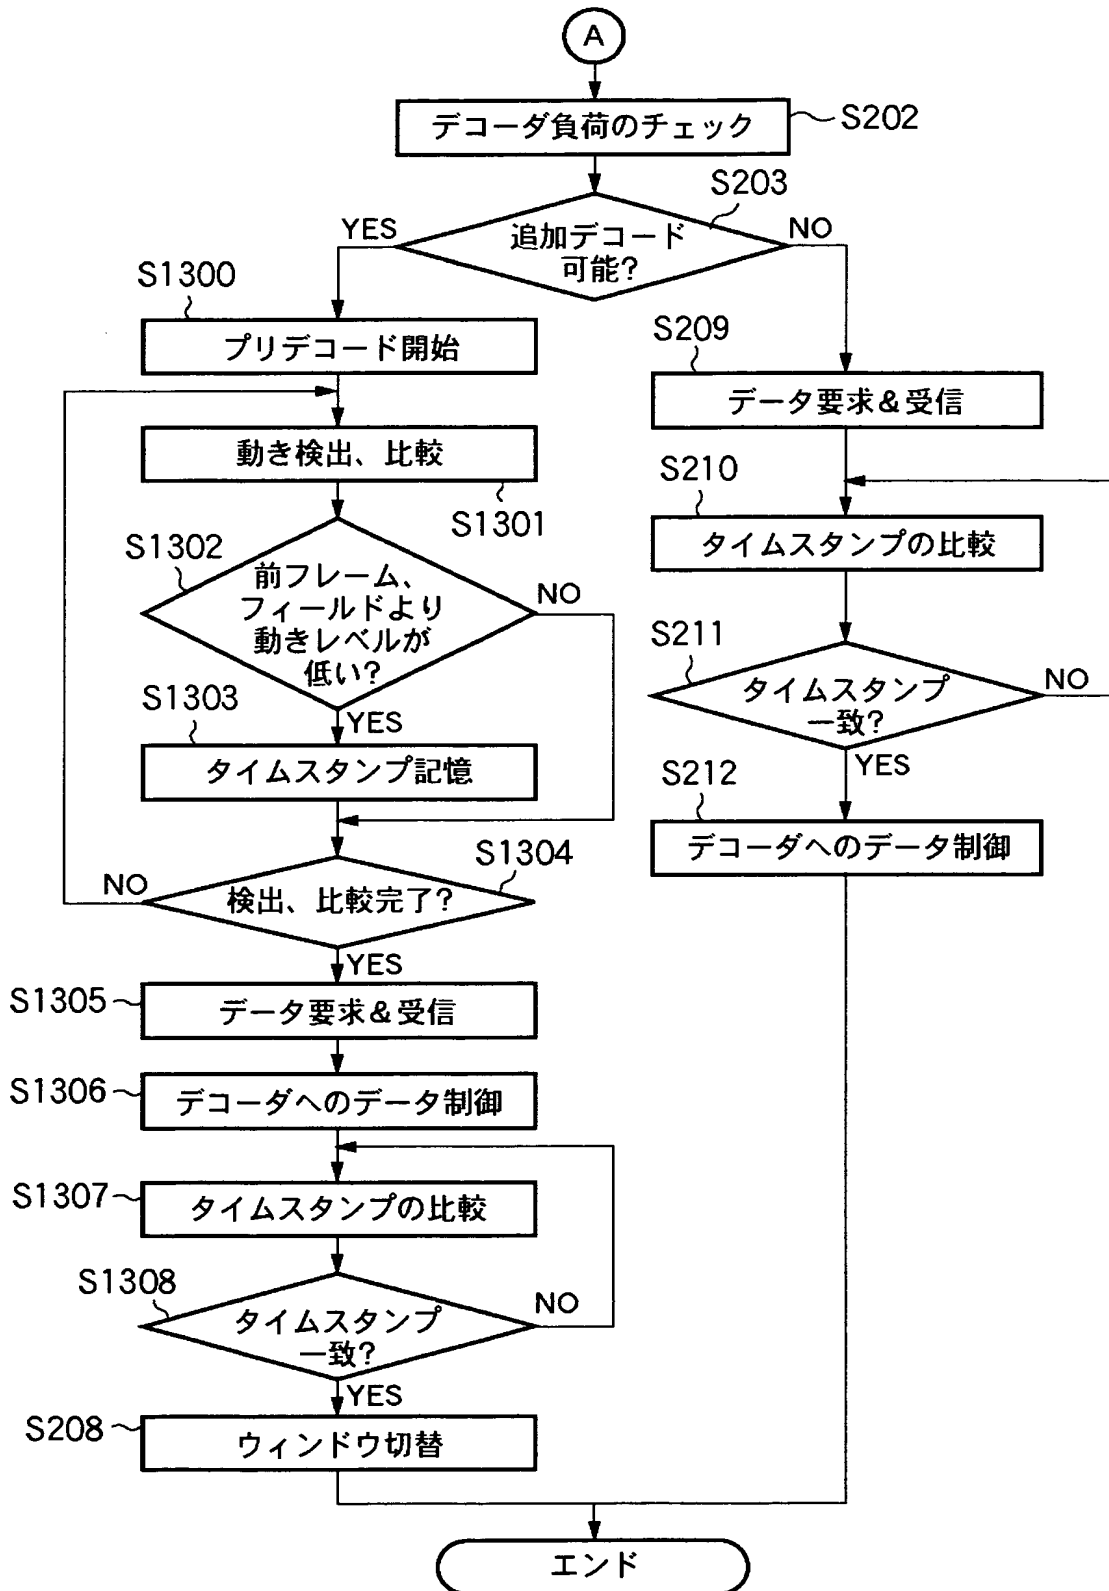 A
デコーダ負荷のチェック
S202
S203
追加デコード
可能?
YES
NO
S1300
プリデコード開始
動き検出、比較
S1301
S1302
前フレーム、
フィールドより
動きレベルが
低い?
NO
YES
S1303
タイムスタンプ記憶
S1304
検出、比較完了?
NO
YES
S1305
データ要求&受信
S1306
デコーダへのデータ制御
S1307
タイムスタンプの比較
S1308
タイムスタンプ
一致?
NO
YES
S208
ウィンドウ切替
S209
データ要求&受信
S210
タイムスタンプの比較
S211
タイムスタンプ
一致?
NO
YES
S212
デコーダへのデータ制御
エンド